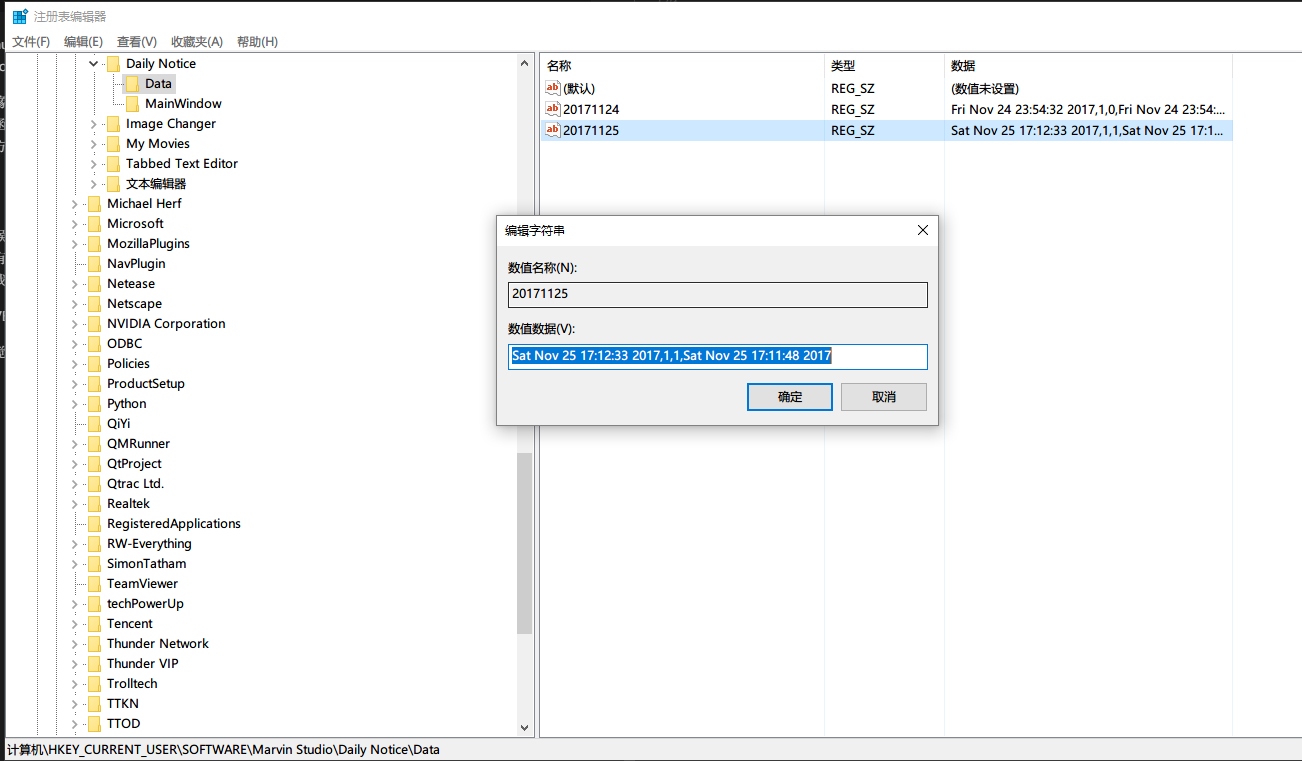 注册表编辑器
文件(F) 编辑(E) 查看(V) 收藏夹(A) 帮助(H)
Daily Notice
Data
MainWindow
Image Changer
My Movies
Tabbed Text Editor
文本编辑器
Michael Herf
Microsoft
MozillaPlugins
NavPlugin
Netease
Netscape
NVIDIA Corporation
ODBC
Policies
ProductSetup
Python
QiYi
QMRunner
QtProject
Qtrac Ltd.
Realtek
RegisteredApplications
RW-Everything
SimonTatham
TeamViewer
techPowerUp
Tencent
Thunder Network
Thunder VIP
Trolltech
TTKN
TTOD
名称 类型 数据
ab (默认) REG_SZ (数值未设置)
ab 20171124 REG_SZ Fri Nov 24 23:54:32 2017,1,0,Fri Nov 24 23:54:...
ab 20171125 REG_SZ Sat Nov 25 17:12:33 2017,1,1,Sat Nov 25 17:1...
编辑字符串
数值名称(N):
20171125
数值数据(V):
Sat Nov 25 17:12:33 2017,1,1,Sat Nov 25 17:11:48 2017
确定 取消
计算机\HKEY_CURRENT_USER\SOFTWARE\Marvin Studio\Daily Notice\Data